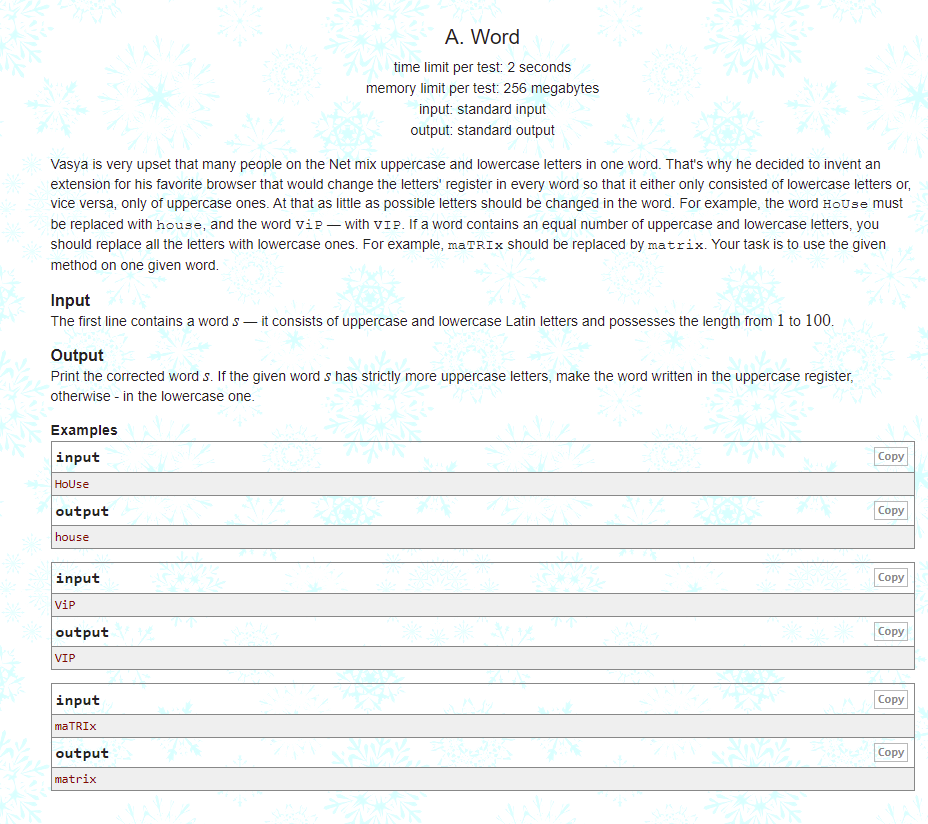 A. Word
time limit per test: 2 seconds
memory limit per test: 256 megabytes
input: standard input
output: standard output
Vasya is very upset that many people on the Net mix uppercase and lowercase letters in one word. That's why he decided to invent an
extension for his favorite browser that would change the letters' register in every word so that it either only consisted of lowercase letters or,
vice versa, only of uppercase ones. At that as little as possible letters should be changed in the word. For example, the word HoUse must
be replaced with house, and the word ViP — with VIP. If a word contains an equal number of uppercase and lowercase letters, you
should replace all the letters with lowercase ones. For example, maTRIx should be replaced by matrix. Your task is to use the given
method on one given word.
Input
The first line contains a word s — it consists of uppercase and lowercase Latin letters and possesses the length from 1 to 100.
Output
Print the corrected word s. If the given word s has strictly more uppercase letters, make the word written in the uppercase register,
otherwise - in the lowercase one.
Examples
input Copy
HoUse
output Copy
house
input Copy
ViP
output Copy
VIP
input Copy
maTRIx
output Copy
matrix